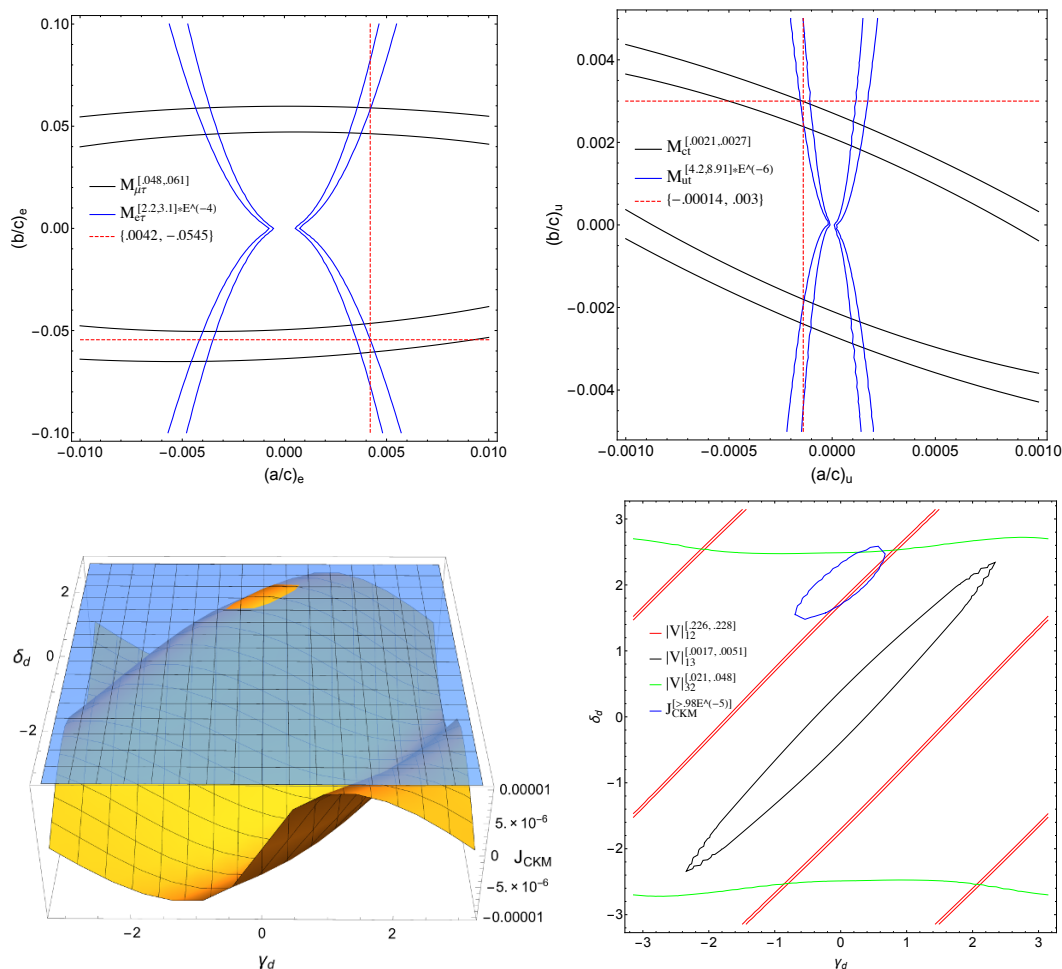 0.10
0.05
0.00
-0.05
-0.10
(b/c)e
Mμτ[.048,.061]
Meτ[2.2,3.1]*E^(-4)
{.0042, -.0545}
-0.010 -0.005 0.000 0.005 0.010
(a/c)e
0.004
0.002
0.000
-0.002
-0.004
(b/c)u
Mct[.0021,.0027]
Mut[4.2,8.91]*E^(-6)
{-.00014, .003}
-0.0010 -0.0005 0.0000 0.0005 0.0010
(a/c)u
2
0
-2
δd
0.00001
5. × 10-6
0
-5. × 10-6
-0.00001
JCKM
-2 0 2
γd
3
2
1
0
-1
-2
-3
δd
|V|12[.226,.228]
|V|13[.0017,.0051]
|V|32[.021,.048]
JCKM[>.98E^(-5)]
-3 -2 -1 0 1 2 3
γd